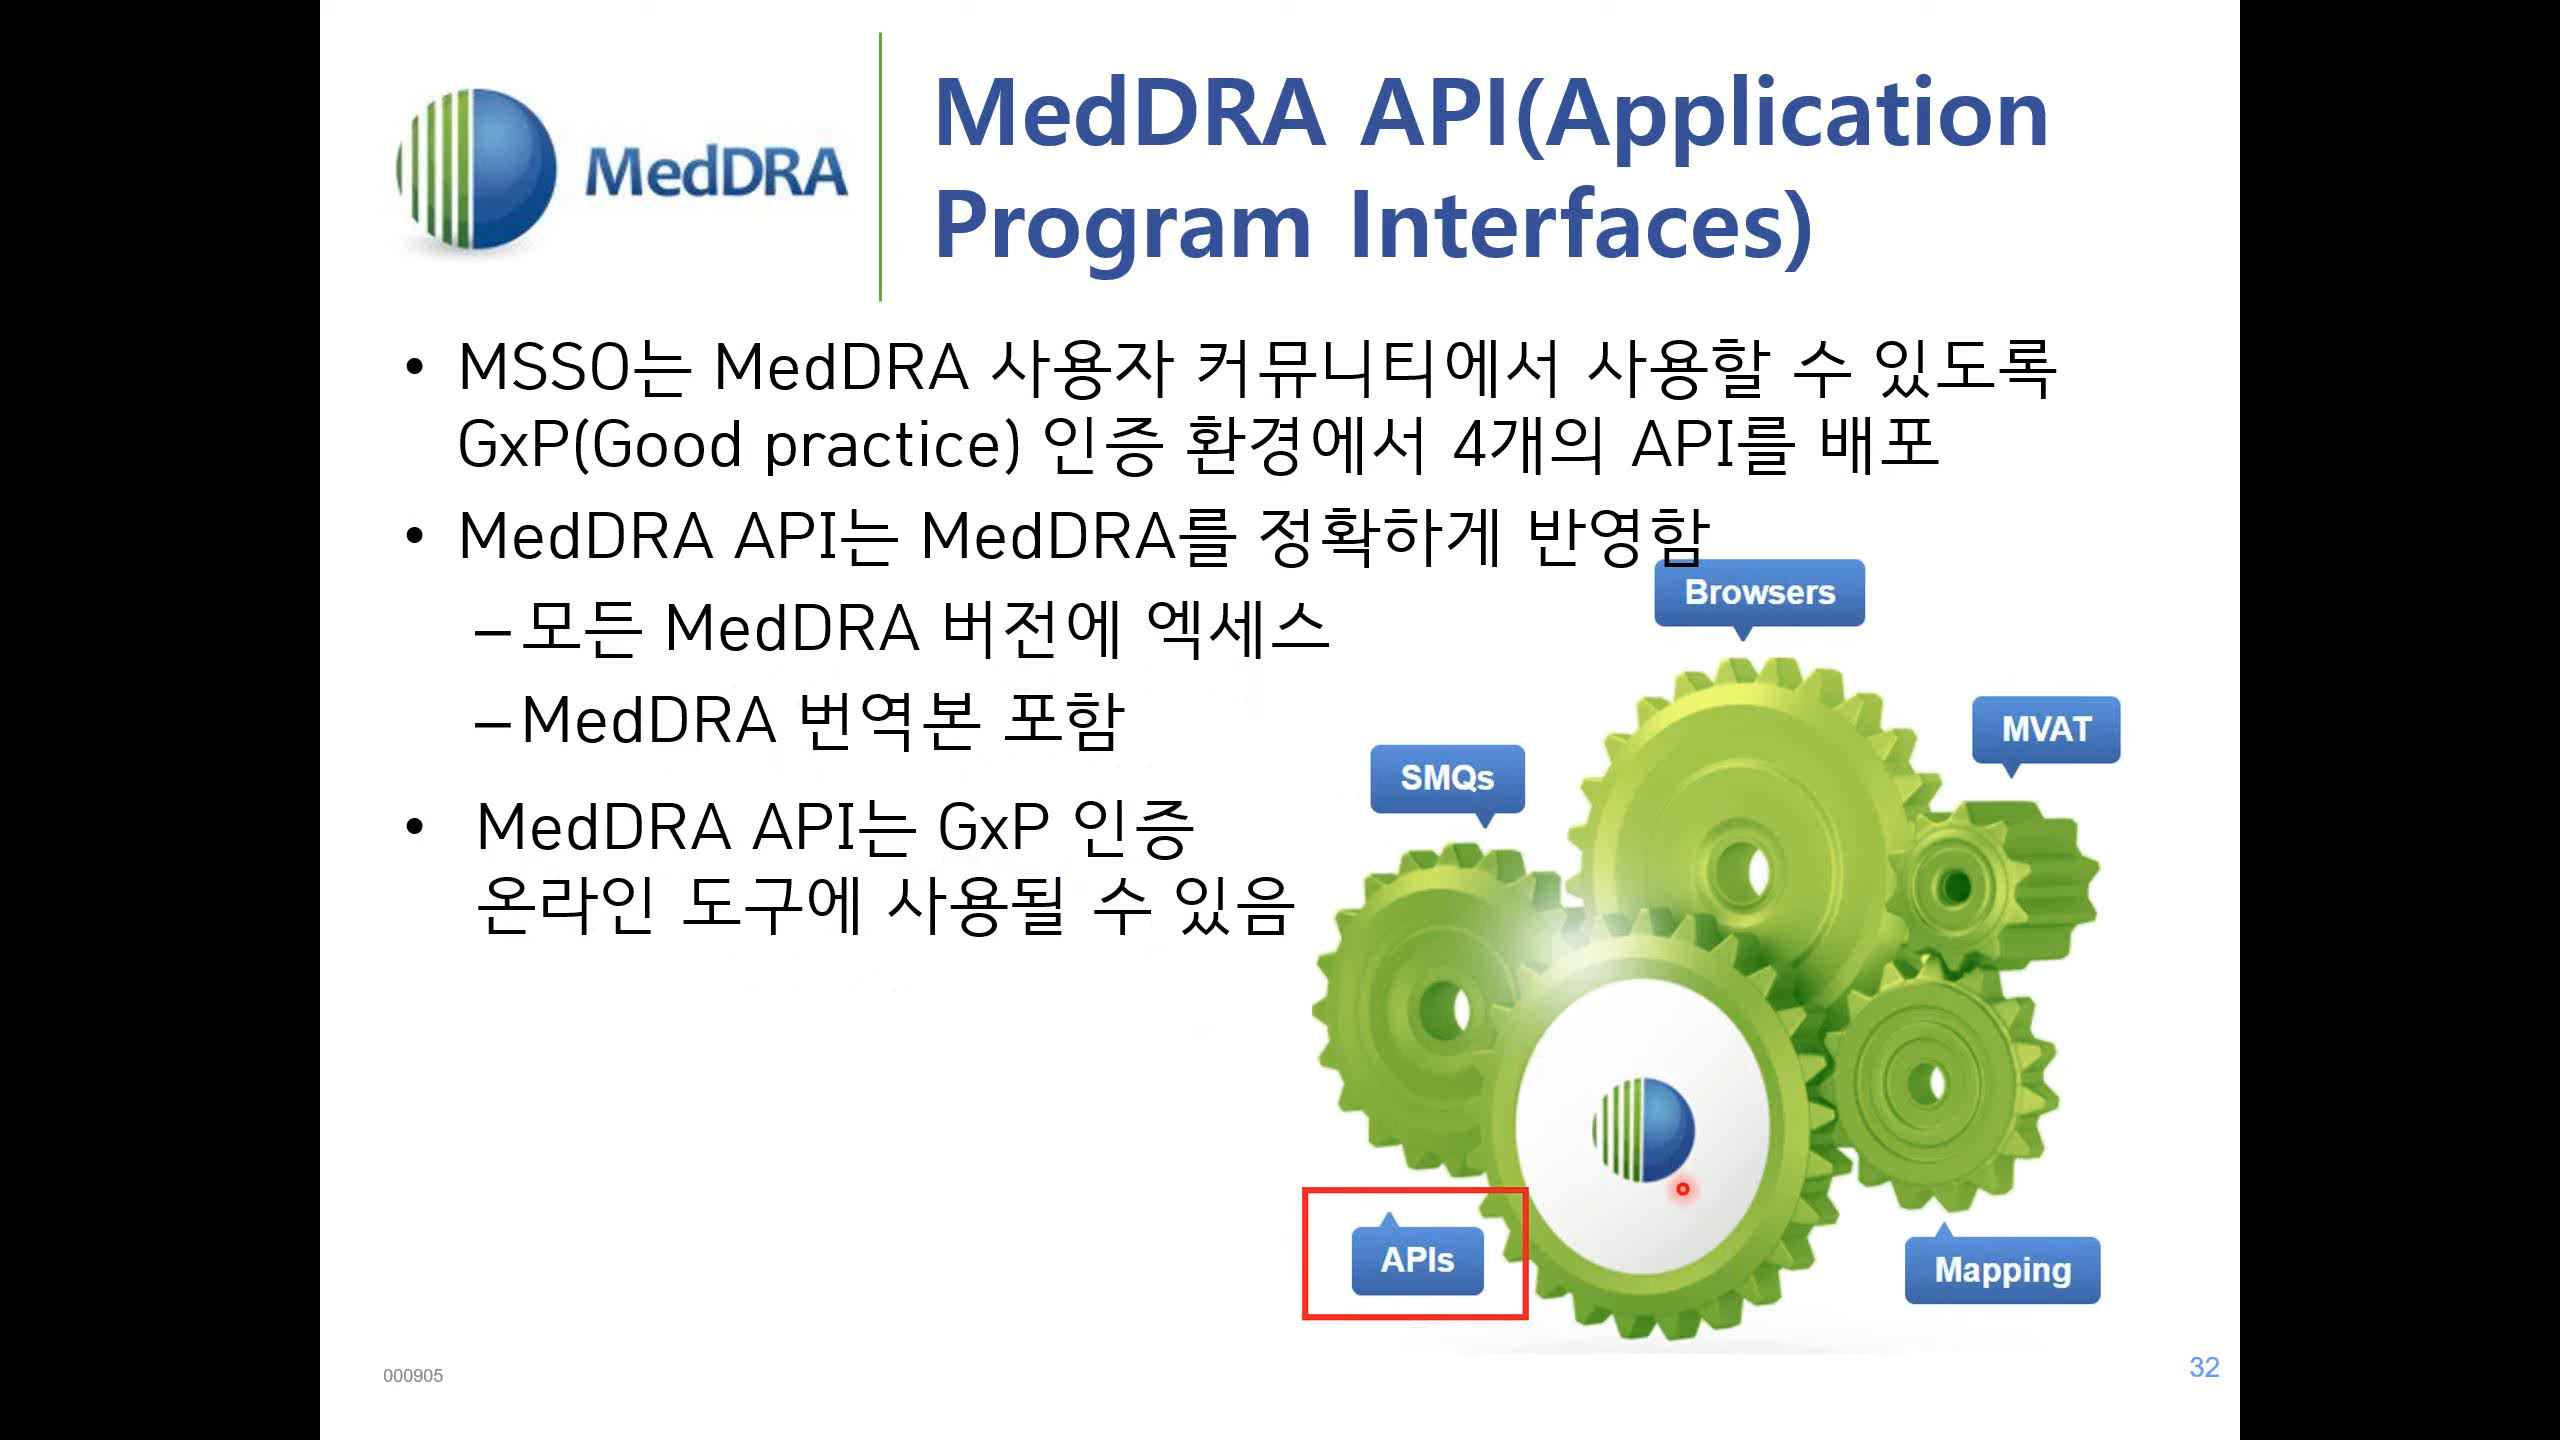 MedDRA
MedDRA API(Application
Program Interfaces)
• MSSO는 MedDRA 사용자 커뮤니티에서 사용할 수 있도록
GxP(Good practice) 인증 환경에서 4개의 API를 배포
• MedDRA API는 MedDRA를 정확하게 반영함
–모든 MedDRA 버전에 엑세스
–MedDRA 번역본 포함
• MedDRA API는 GxP 인증
온라인 도구에 사용될 수 있음
Browsers
MVAT
SMQs
APIs
Mapping
000905
32